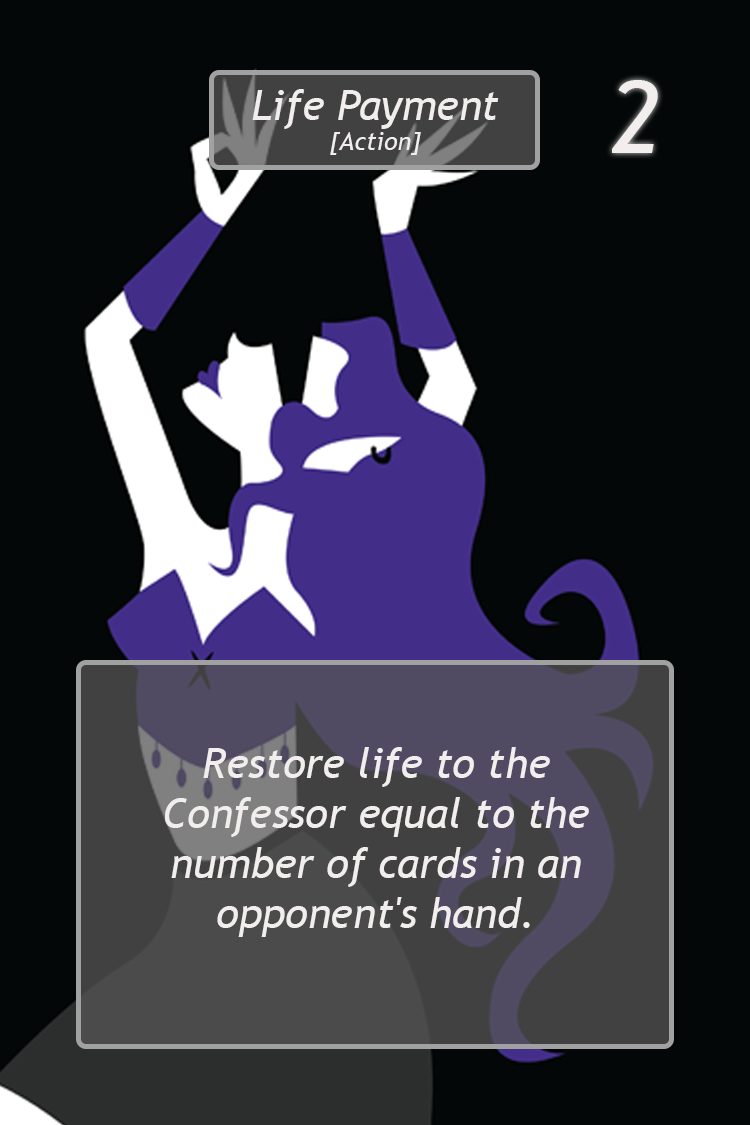 Life Payment
[Action]
2
Restore life to the
Confessor equal to the
number of cards in an
opponent's hand.